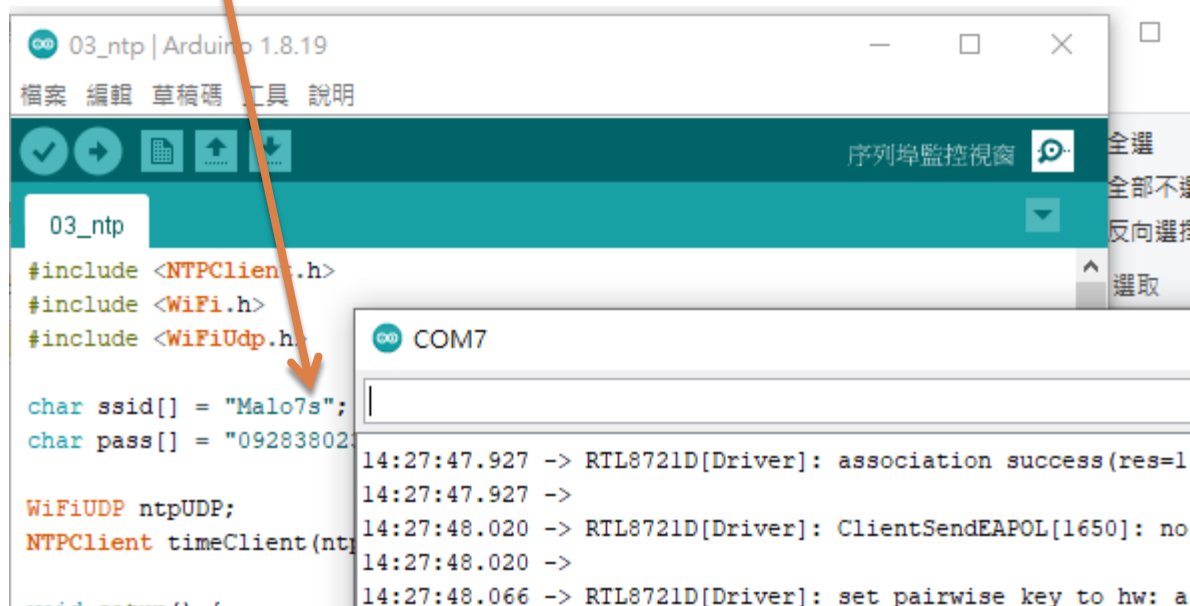 03_ntp | Arduino 1.8.19
檔案 編輯 草稿碼 工具 說明
序列埠監控視窗
全選
全部不選
反向選擇
選取
03_ntp
#include <NTPClient.h>
#include <WiFi.h>
#include <WiFiUdp.h>
COM7
char ssid[] = "Malo7s";
char pass[] = "092838023
14:27:47.927 -> RTL8721D[Driver]: association success(res=1
14:27:47.927 ->
WiFiUDP ntpUDP;
14:27:48.020 -> RTL8721D[Driver]: ClientSendEAPOL[1650]: no
NTPClient timeClient(ntp
14:27:48.020 ->
14:27:48.066 -> RTL8721D[Driver]: set pairwise key to hw: a